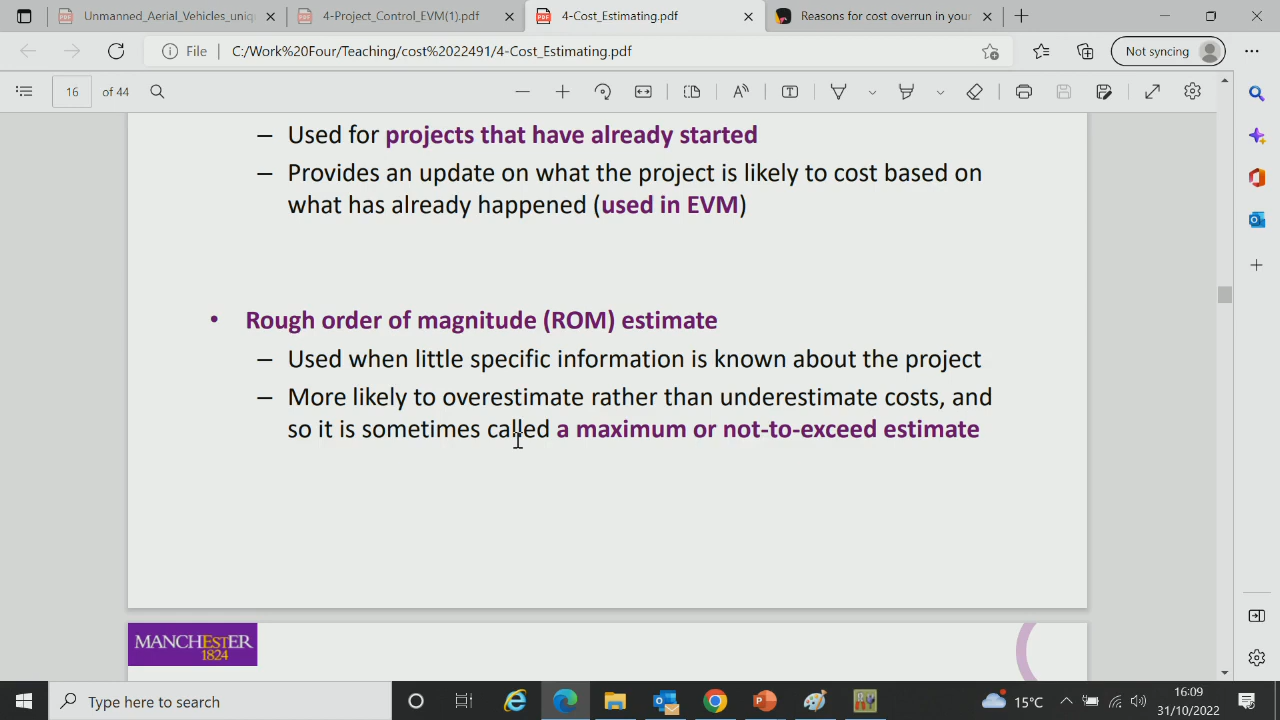 Unmanned_Aerial_Vehicles_uniq
4-Project_Control_EVM(1).pdf
4-Cost_Estimating.pdf
Reasons for cost overrun in your
File
C:/Work%20Four/Teaching/cost%2022491/4-Cost_Estimating.pdf
Not syncing
16 of 44
– Used for projects that have already started
– Provides an update on what the project is likely to cost based on
what has already happened (used in EVM)
• Rough order of magnitude (ROM) estimate
– Used when little specific information is known about the project
– More likely to overestimate rather than underestimate costs, and
so it is sometimes called a maximum or not-to-exceed estimate
MANCHESTER
1824
Type here to search
15°C
16:09
31/10/2022